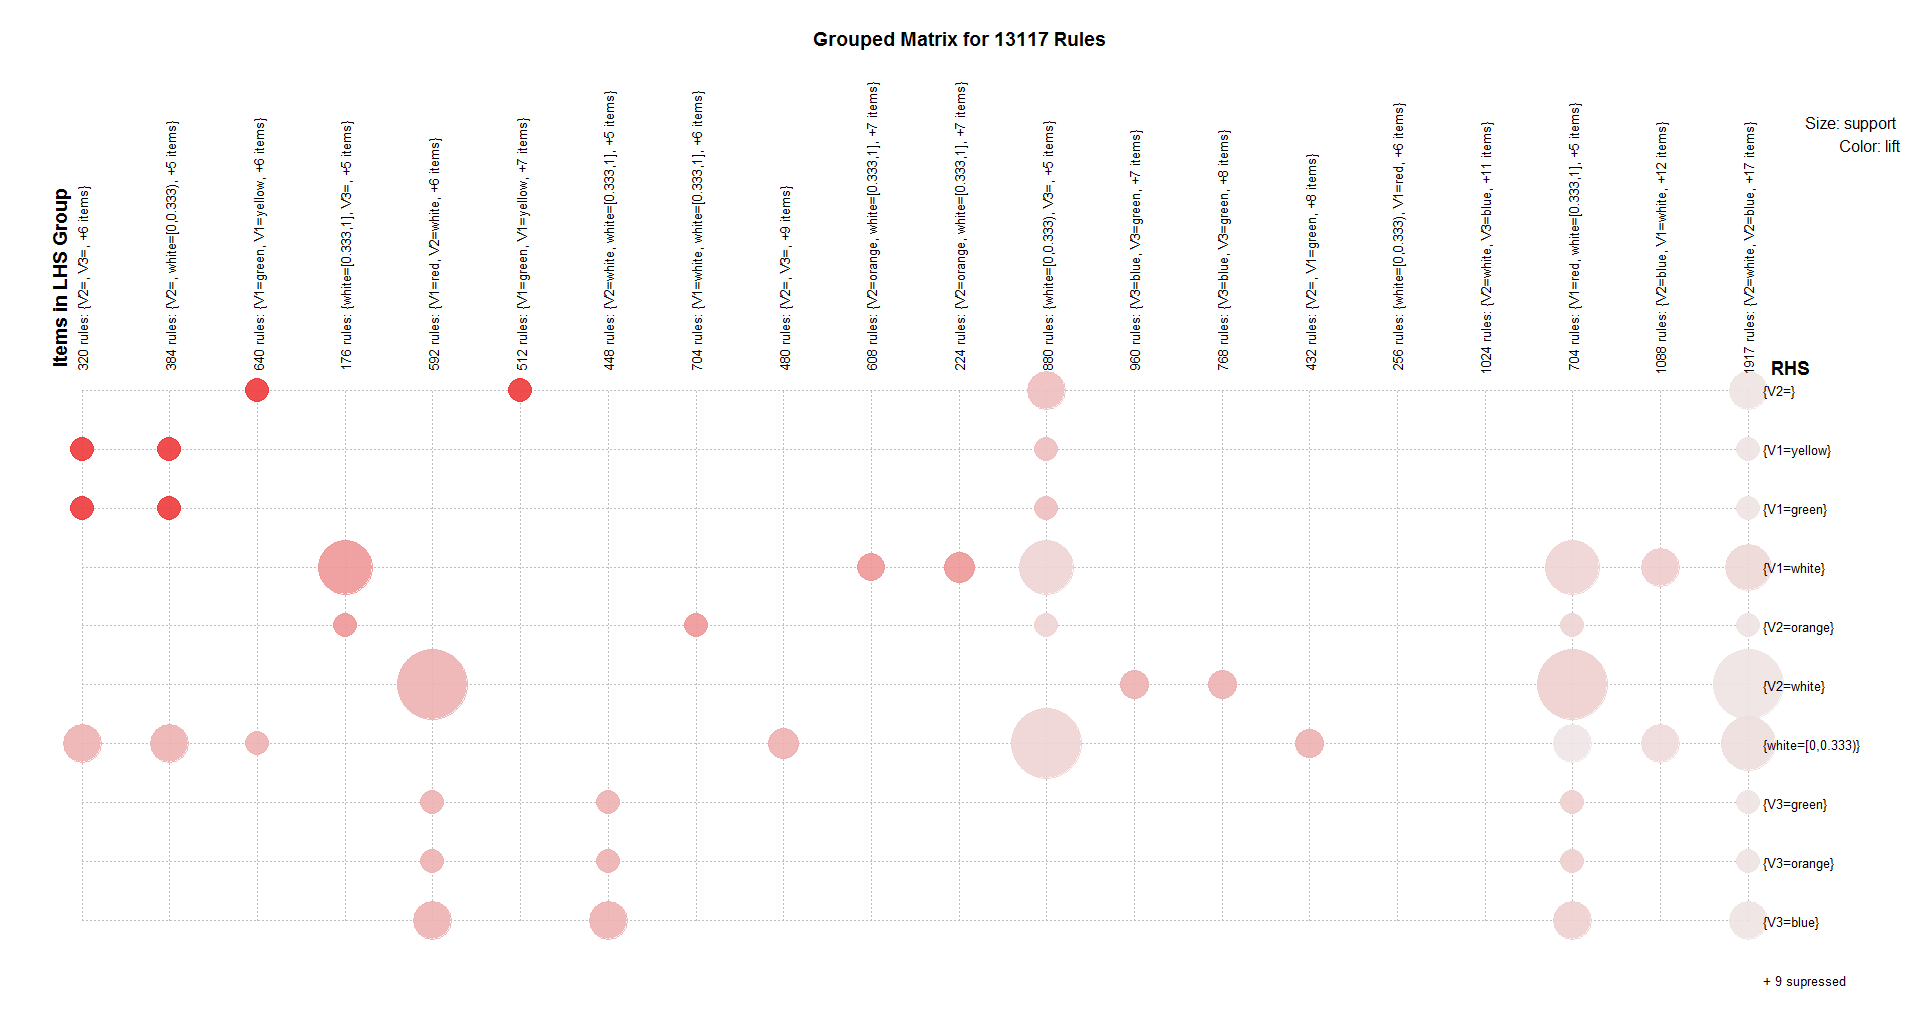 Grouped Matrix for 13117 Rules
Size: support
Color: lift
Items in LHS Group
320 rules: {V2=, V3=, +6 items}
384 rules: {V2=, white=[0,0.333), +5 items}
640 rules: {V1=green, V1=yellow, +6 items}
176 rules: {white=[0.333,1], V3=, +5 items}
592 rules: {V1=red, V2=white, +6 items}
512 rules: {V1=green, V1=yellow, +7 items}
448 rules: {V2=white, white=[0.333,1], +5 items}
704 rules: {V1=white, white=[0.333,1], +6 items}
480 rules: {V2=, V3=, +9 items}
608 rules: {V2=orange, white=[0.333,1], +7 items}
224 rules: {V2=orange, white=[0.333,1], +7 items}
880 rules: {white=[0,0.333), V3=, +5 items}
960 rules: {V3=blue, V3=green, +7 items}
768 rules: {V3=blue, V3=green, +8 items}
432 rules: {V2=, V1=green, +8 items}
256 rules: {white=[0,0.333), V1=red, +6 items}
1024 rules: {V2=white, V3=blue, +11 items}
704 rules: {V1=red, white=[0.333,1], +5 items}
1088 rules: {V2=blue, V1=white, +12 items}
1917 rules: {V2=white, V2=blue, +17 items}
RHS
{V2=}
{V1=yellow}
{V1=green}
{V1=white}
{V2=orange}
{V2=white}
{white=[0,0.333)}
{V3=green}
{V3=orange}
{V3=blue}
+ 9 supressed